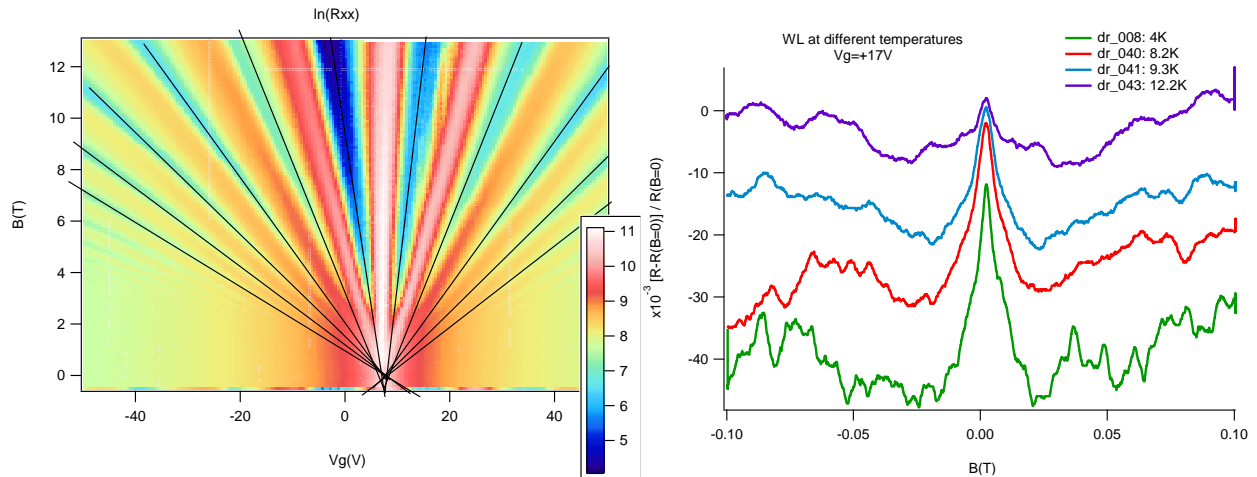 ln(Rxx)
12
10
8
6
4
2
0
B(T)
-40
-20
0
20
40
Vg(V)
11
10
9
8
7
6
5
WL at different temperatures
Vg=+17V
dr_008: 4K
dr_040: 8.2K
dr_041: 9.3K
dr_043: 12.2K
x10⁻³ [R-R(B=0)] / R(B=0)
0
-10
-20
-30
-40
-0.10
-0.05
0.00
0.05
0.10
B(T)